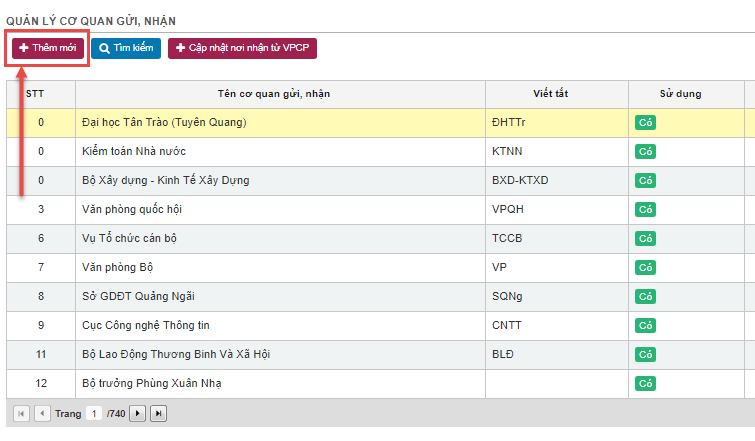 QUẢN LÝ CƠ QUAN GỬI, NHẬN
Thêm mới Tìm kiếm Cập nhật nơi nhận từ VPCP
STT Tên cơ quan gửi, nhận Viết tắt Sử dụng
0 Đại học Tân Trào (Tuyên Quang) ĐHTTr Có
0 Kiểm toán Nhà nước KTNN Có
0 Bộ Xây dựng - Kinh Tế Xây Dựng BXD-KTXD Có
3 Văn phòng quốc hội VPQH Có
6 Vụ Tổ chức cán bộ TCCB Có
7 Văn phòng Bộ VP Có
8 Sở GDĐT Quảng Ngãi SQNg Có
9 Cục Công nghệ Thông tin CNTT Có
11 Bộ Lao Động Thương Binh Và Xã Hội BLĐ Có
12 Bộ trưởng Phùng Xuân Nhạ Có
Trang 1 /740